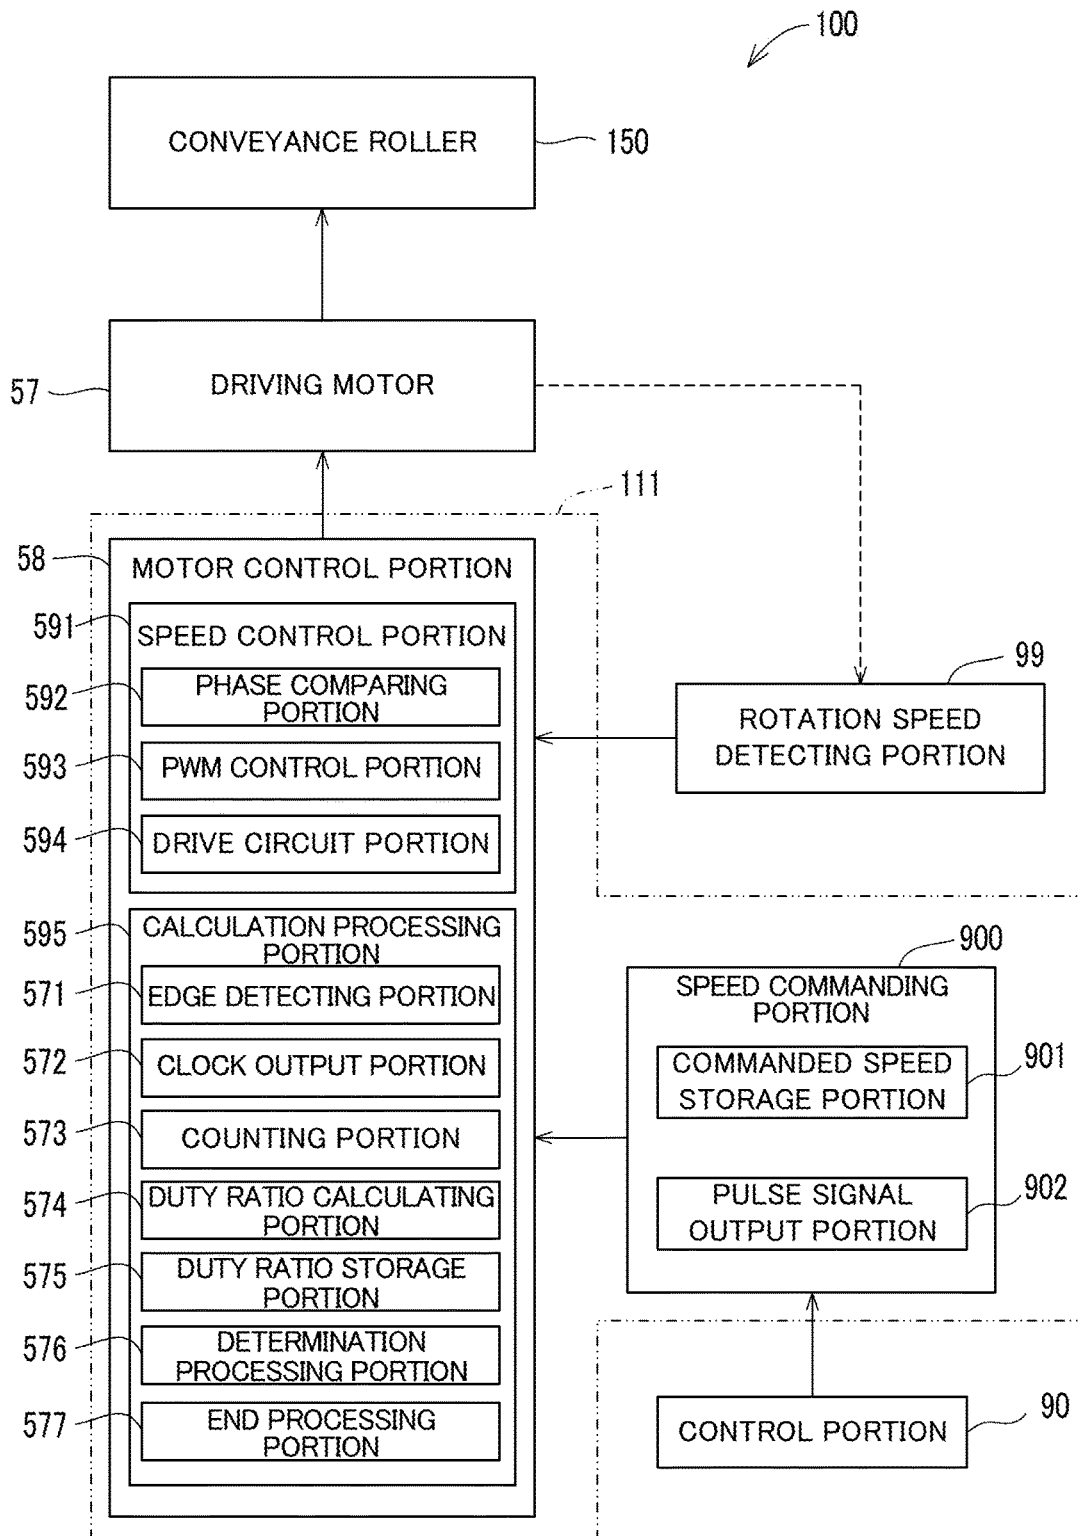 100
CONVEYANCE ROLLER
150
DRIVING MOTOR
57
111
58
MOTOR CONTROL PORTION
591
SPEED CONTROL PORTION
592
PHASE COMPARING
PORTION
593
PWM CONTROL PORTION
594
DRIVE CIRCUIT PORTION
99
ROTATION SPEED
DETECTING PORTION
595
CALCULATION PROCESSING
PORTION
571
EDGE DETECTING PORTION
572
CLOCK OUTPUT PORTION
573
COUNTING PORTION
574
DUTY RATIO CALCULATING
PORTION
575
DUTY RATIO STORAGE
PORTION
576
DETERMINATION
PROCESSING PORTION
577
END PROCESSING
PORTION
900
SPEED COMMANDING
PORTION
COMMANDED SPEED
STORAGE PORTION
901
PULSE SIGNAL
OUTPUT PORTION
902
CONTROL PORTION
90